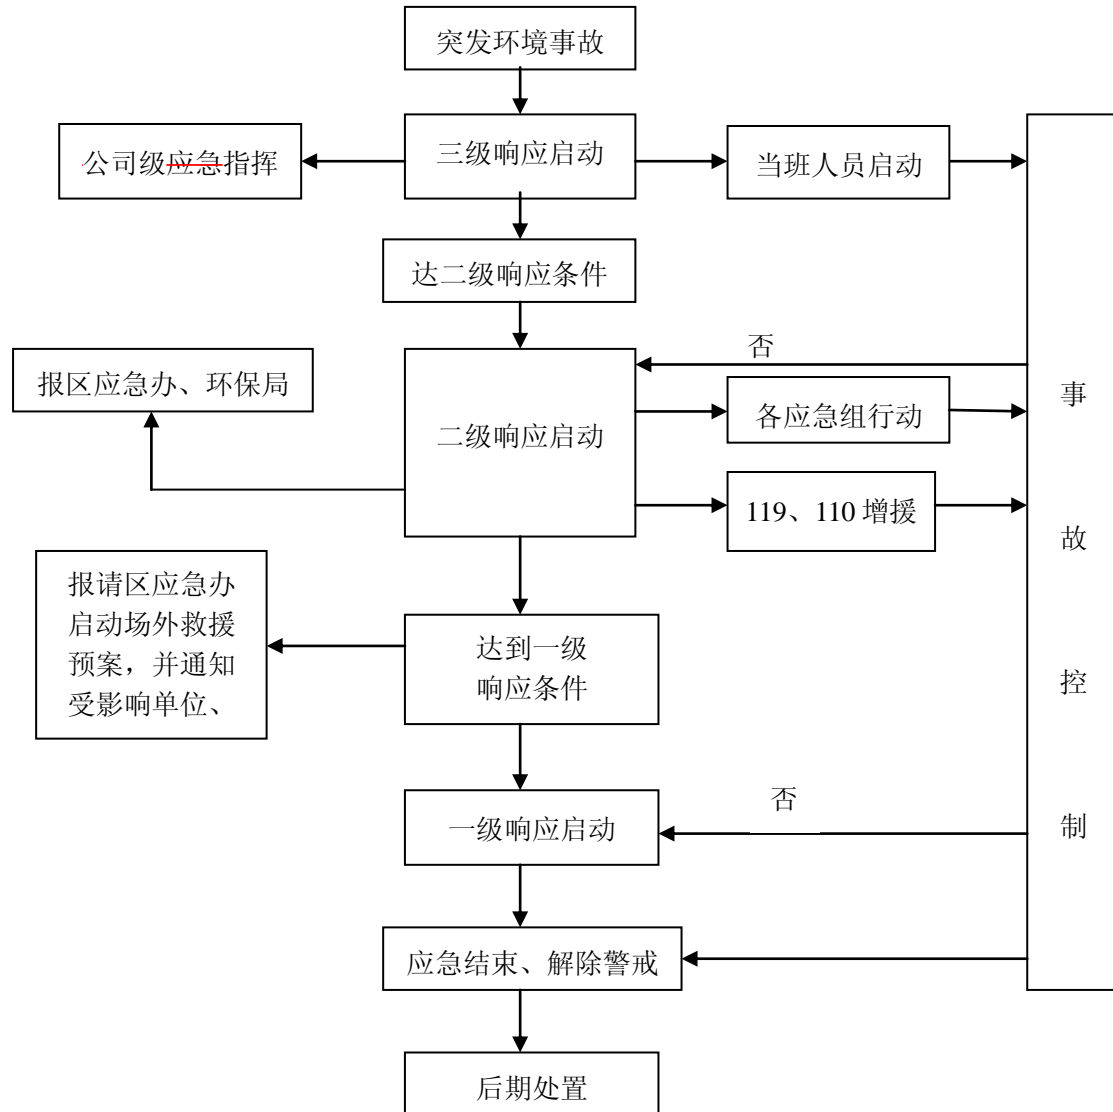 突发环境事故
公司级应急指挥
三级响应启动
当班人员启动
达二级响应条件
否
报区应急办、环保局
二级响应启动
各应急组行动
119、110 增援
事
故
控
制
报请区应急办
启动场外救援
预案，并通知
受影响单位、
达到一级
响应条件
否
一级响应启动
应急结束、解除警戒
后期处置